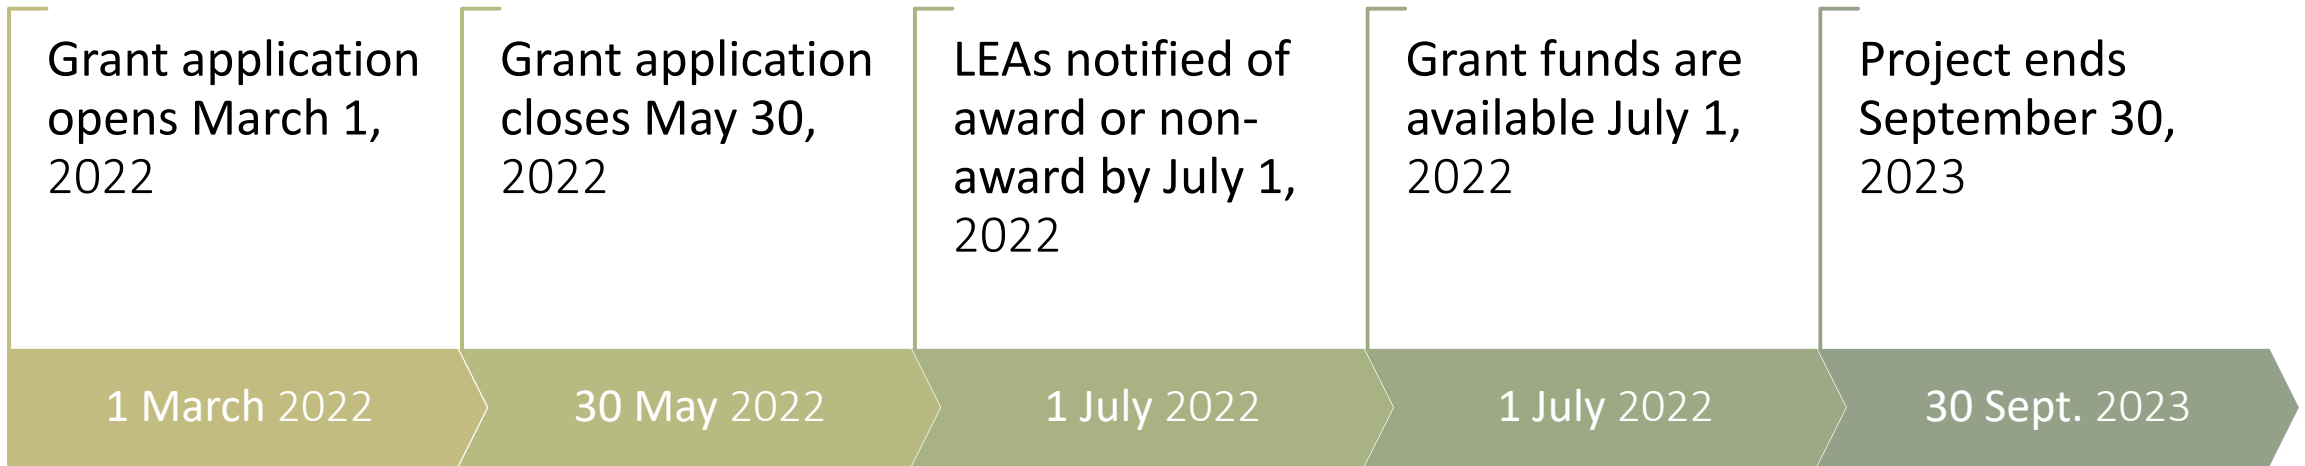 Grant application
opens March 1,
2022
Grant application
closes May 30,
2022
LEAs notified of
award or non-
award by July 1,
2022
Grant funds are
available July 1,
2022
Project ends
September 30,
2023
1 March 2022
30 May 2022
1 July 2022
1 July 2022
30 Sept. 2023